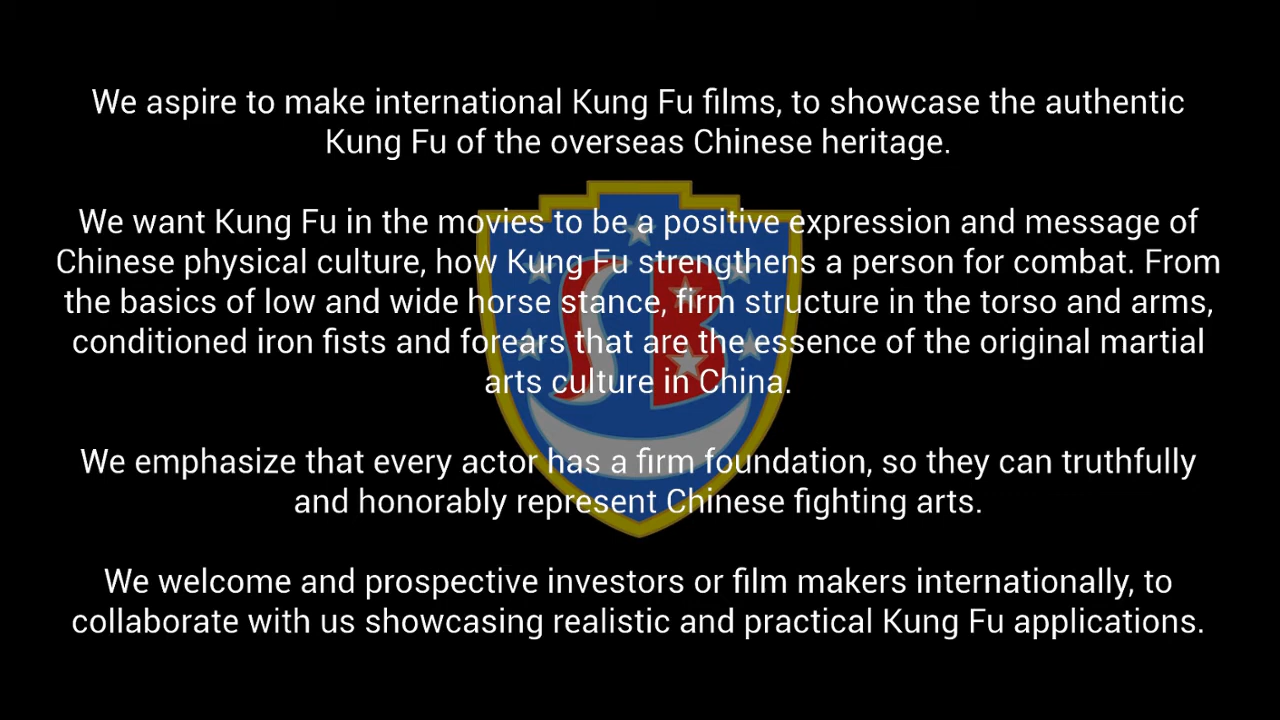 We aspire to make international Kung Fu films, to showcase the authentic
Kung Fu of the overseas Chinese heritage.
We want Kung Fu in the movies to be a positive expression and message of
Chinese physical culture, how Kung Fu strengthens a person for combat. From
the basics of low and wide horse stance, firm structure in the torso and arms,
conditioned iron fists and forears that are the essence of the original martial
arts culture in China.
We emphasize that every actor has a firm foundation, so they can truthfully
and honorably represent Chinese fighting arts.
We welcome and prospective investors or film makers internationally, to
collaborate with us showcasing realistic and practical Kung Fu applications.
SB